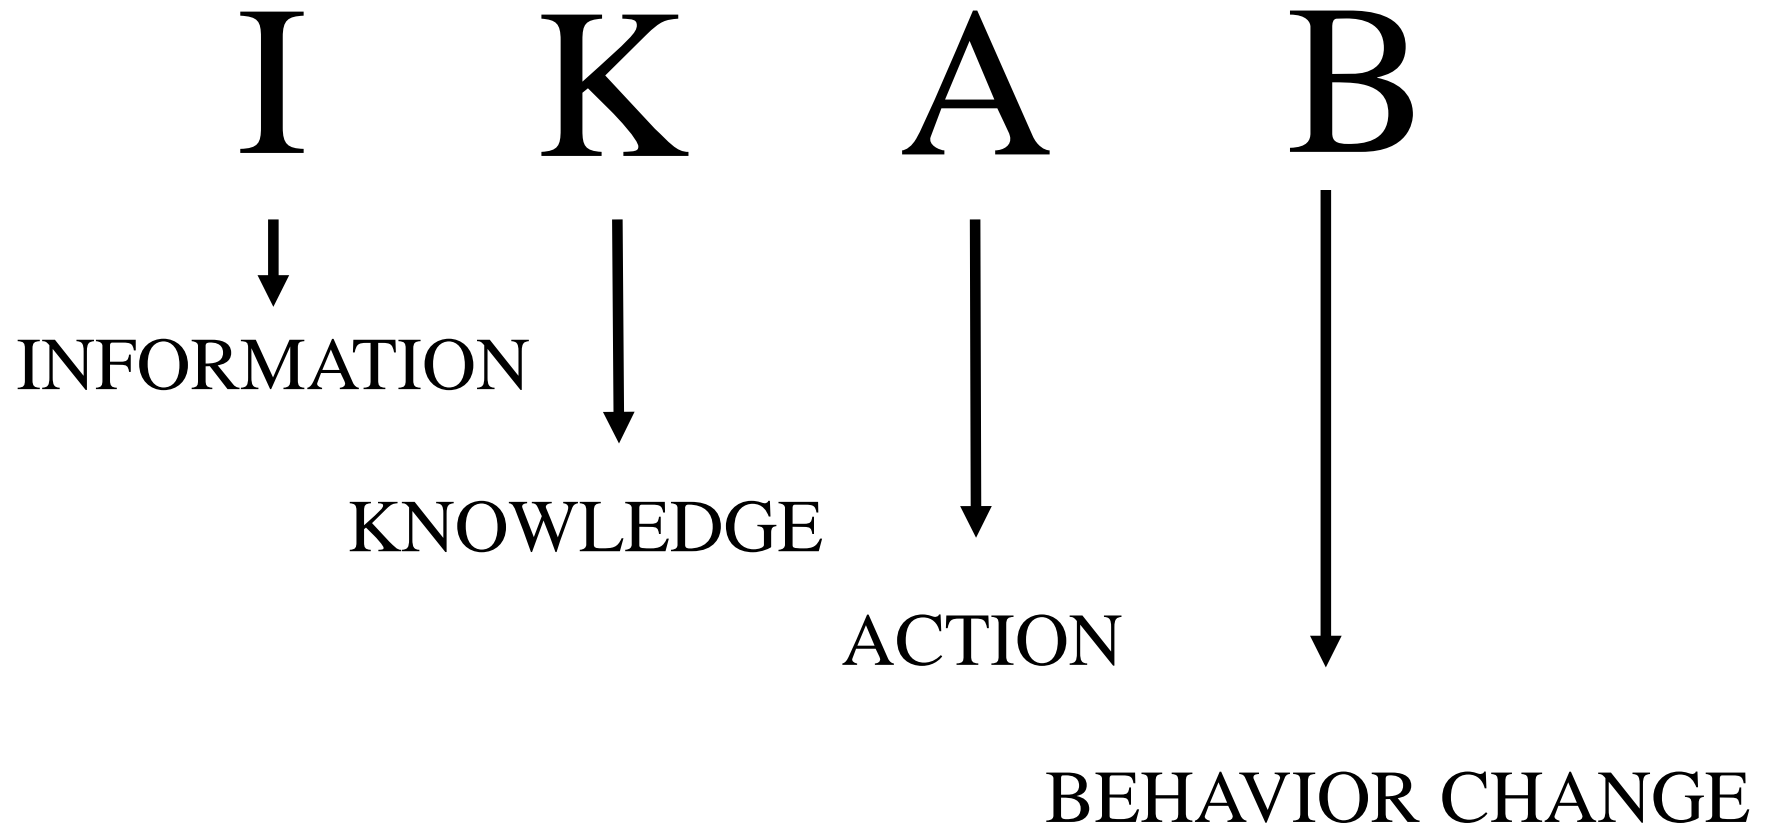 I K A B
INFORMATION
KNOWLEDGE
ACTION
BEHAVIOR CHANGE